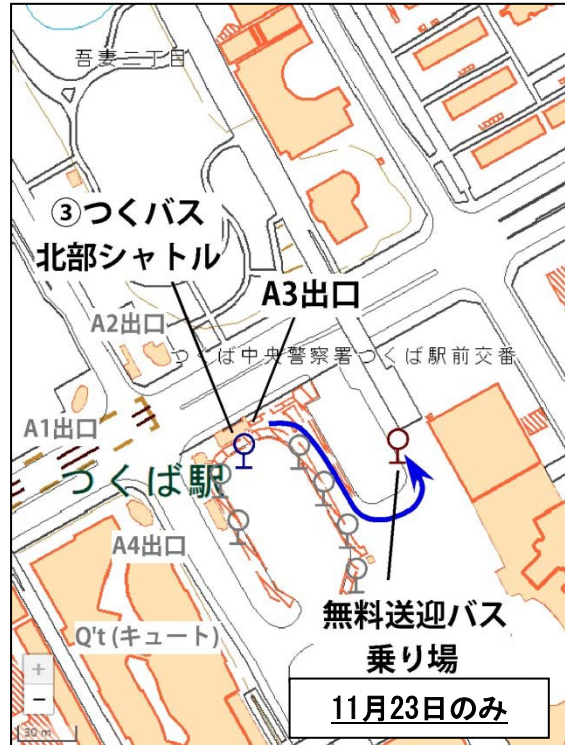 吾妻二丁目
③つくバス
北部シャトル
A3出口
A2出口
つくば中央警察署つくば駅前交番
A1出口
つくば駅
A4出口
Q't (キュート)
無料送迎バス
乗り場
11月23日のみ
+
−
30 m